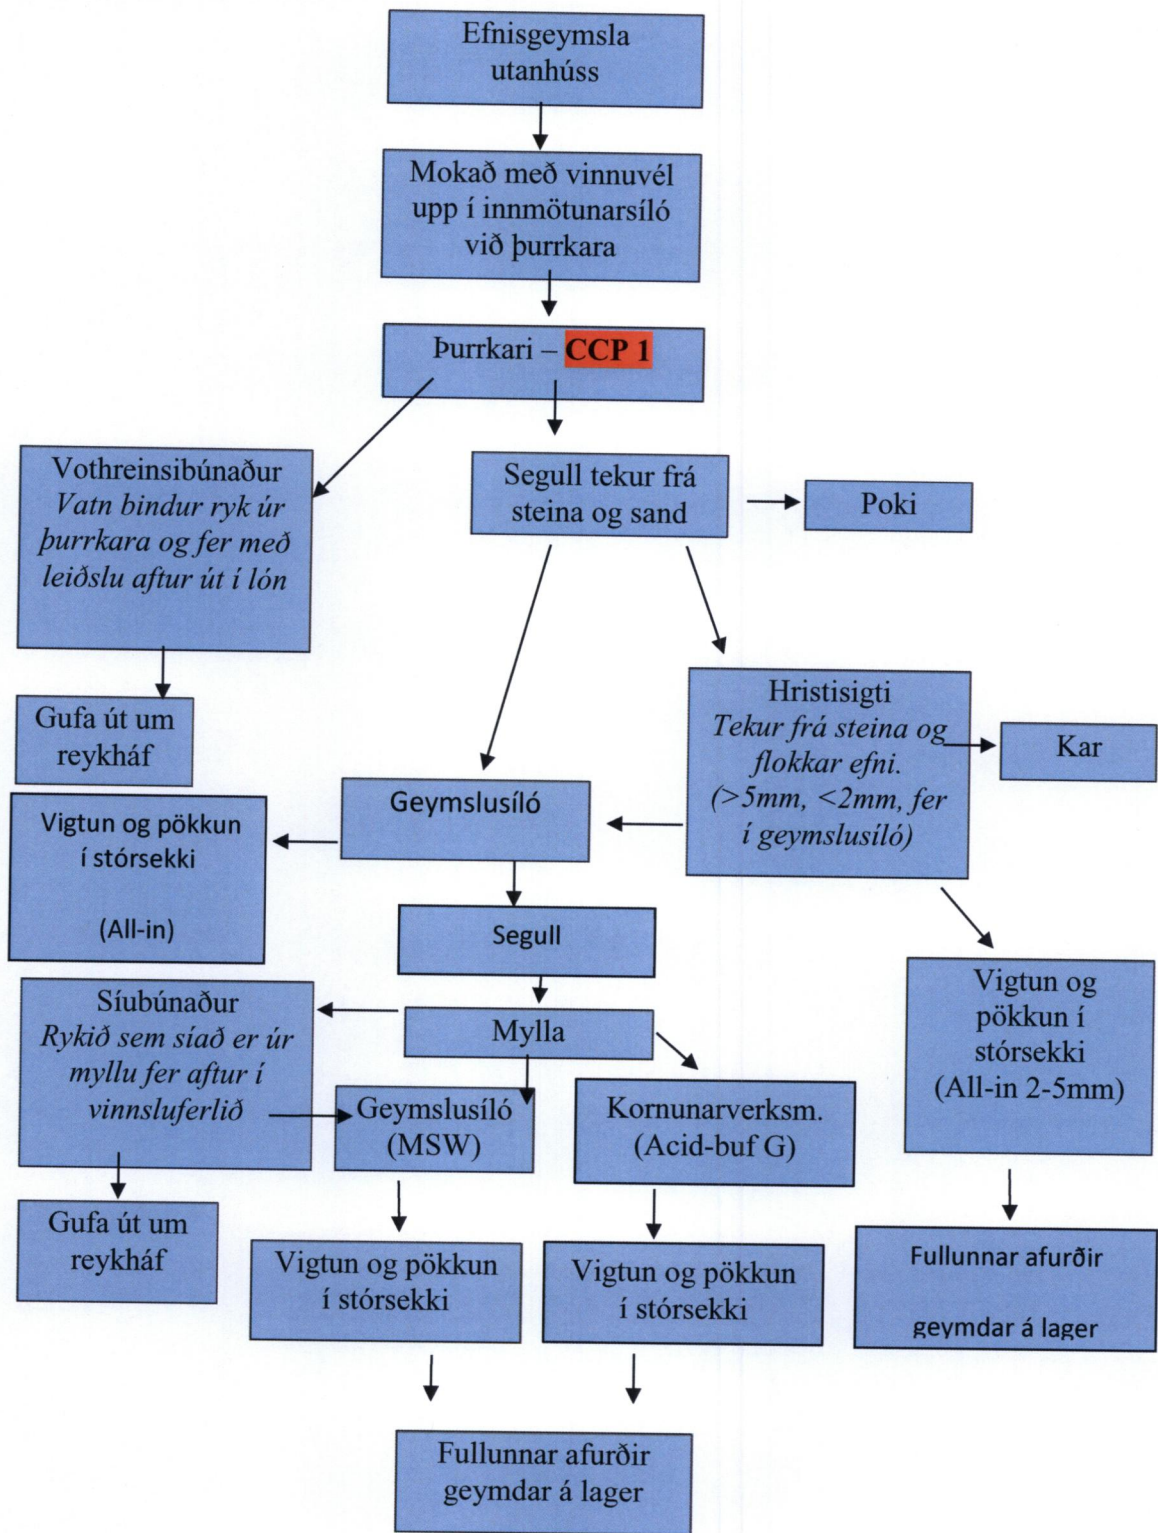 Efnisgeymsla
utanhúss
Mokað með vinnuvél
upp í innmötunarsíló
við þurrkara
Þurrkari – CCP 1
Vothreinsibúnaður
Vatn bindur ryk úr
þurrkara og fer með
leiðslu aftur út í lón
Segull tekur frá
steina og sand
Poki
Gufa út um
reykháf
Hristisigti
Tekur frá steina og
flokkar efni.
(>5mm, <2mm, fer
í geymslusíló)
Kar
Geymslusíló
Vigtun og pökkun
í stórsekki
(All-in)
Segull
Síubúnaður
Rykið sem síað er úr
myllu fer aftur í
vinnsluferlið
Mylla
Vigtun og
pökkun í
stórsekki
(All-in 2-5mm)
Geymslusíló
(MSW)
Kornunarverksm.
(Acid-buf G)
Gufa út um
reykháf
Vigtun og pökkun
í stórsekki
Vigtun og pökkun
í stórsekki
Fullunnar afurðir
geymdar á lager
Fullunnar afurðir
geymdar á lager